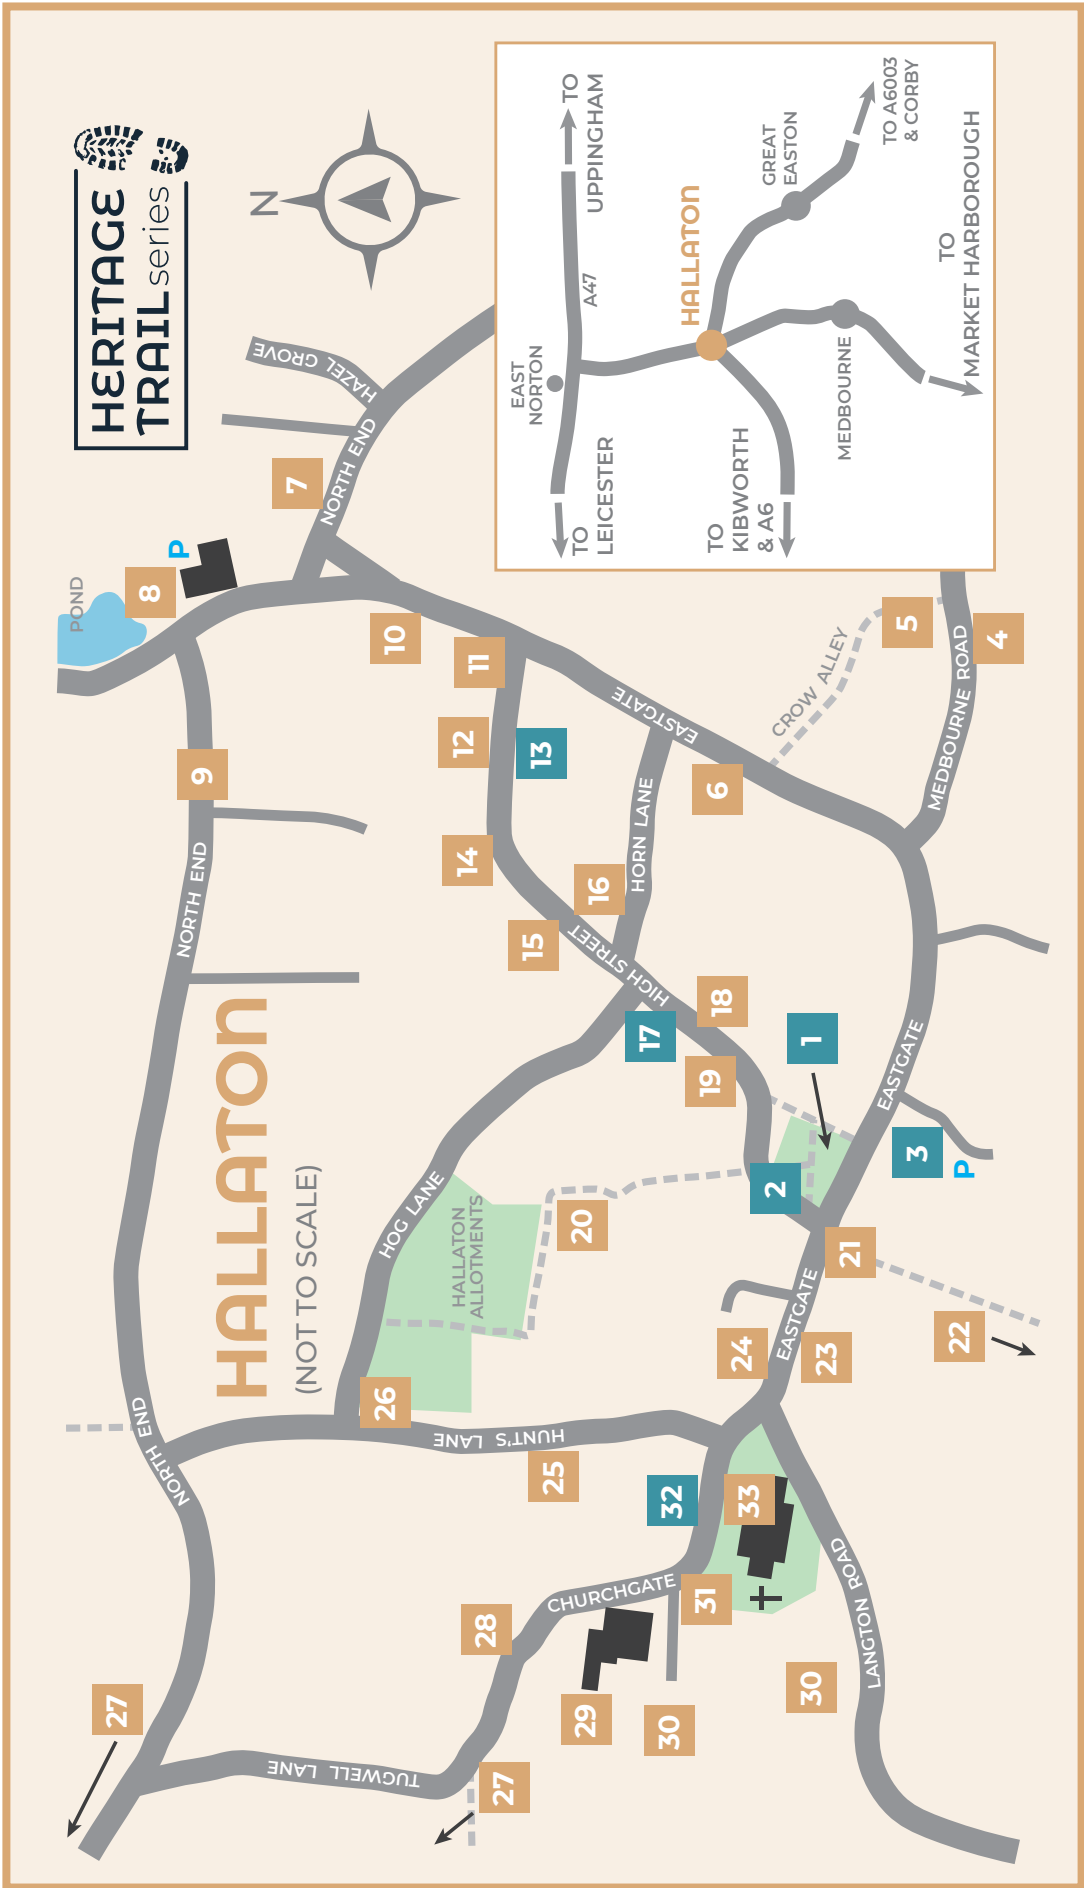 HERITAGE
TRAIL series
N
HALLATON
(NOT TO SCALE)
TO
UPPINGHAM
A47
EAST
NORTON
TO
LEICESTER
HALLATON
GREAT
EASTON
TO A6003
& CORBY
MEDBOURNE
TO
MARKET HARBOROUGH
TO
KIBWORTH
& A6
HAZEL GROVE
NORTH END
7
P
8
POND
9
NORTH END
10
11
12
13
14
15
16
EASTGATE
HORN LANE
HIGH STREET
6
CROW ALLEY
5
4
MEDBOURNE ROAD
17
18
19
1
2
3
P
EASTGATE
HOG LANE
HALLATON
ALLOTMENTS
20
21
22
EASTGATE
23
24
26
HUNT'S LANE
25
NORTH END
32
33
31
CHURCHGATE
28
29
30
30
LANGTON ROAD
27
27
TUGWELL LANE